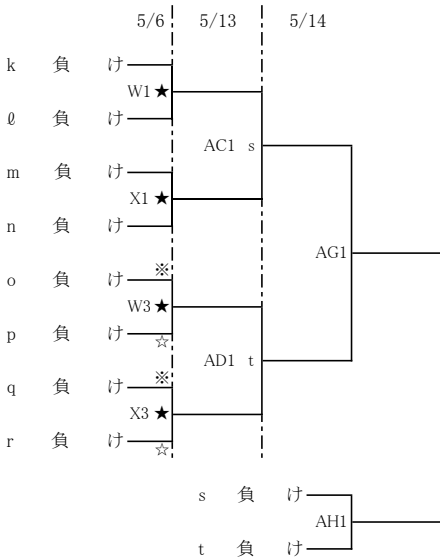 5/6 5/13 5/14
k 負 け
W1 ★
ℓ 負 け
AC1 s
m 負 け
X1 ★
n 負 け
AG1
o 負 け ※
W3 ★
p 負 け ☆
AD1 t
q 負 け ※
X3 ★
r 負 け ☆
s 負 け
AH1
t 負 け